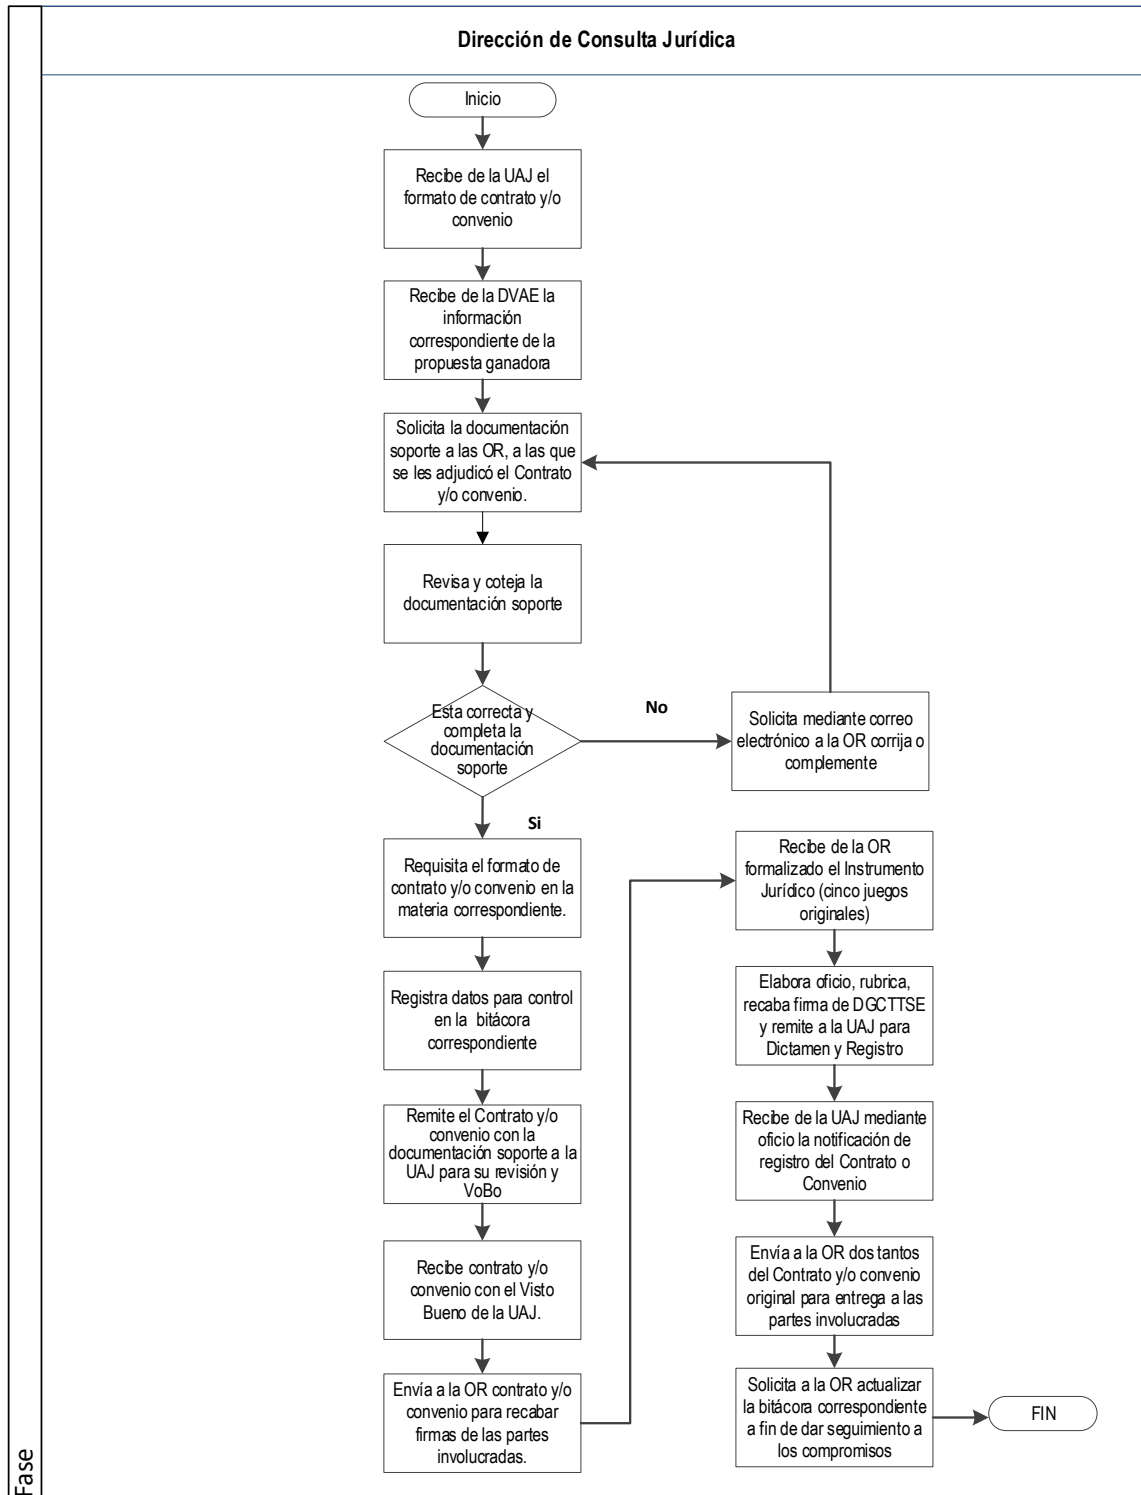 Dirección de Consulta Jurídica
Inicio
Recibe de la UAJ el
formato de contrato y/o
convenio
Recibe de la DVAE la
información
correspondiente de la
propuesta ganadora
Solicita la documentación
soporte a las OR, a las que
se les adjudicó el Contrato
y/o convenio.
Revisa y coteja la
documentación soporte
Esta correcta y
completa la
documentación
soporte
No
Solicita mediante correo
electrónico a la OR corrija o
complemente
Si
Requisita el formato de
contrato y/o convenio en la
materia correspondiente.
Registra datos para control
en la bitácora
correspondiente
Remite el Contrato y/o
convenio con la
documentación soporte a la
UAJ para su revisión y
VoBo
Recibe contrato y/o
convenio con el Visto
Bueno de la UAJ.
Envía a la OR contrato y/o
convenio para recabar
firmas de las partes
involucradas.
Recibe de la OR
formalizado el Instrumento
Jurídico (cinco juegos
originales)
Elabora oficio, rubrica,
recaba firma de DGCTTSE
y remite a la UAJ para
Dictamen y Registro
Recibe de la UAJ mediante
oficio la notificación de
registro del Contrato o
Convenio
Envía a la OR dos tantos
del Contrato y/o convenio
original para entrega a las
partes involucradas
Solicita a la OR actualizar
la bitácora correspondiente
a fin de dar seguimiento a
los compromisos
FIN
Fase